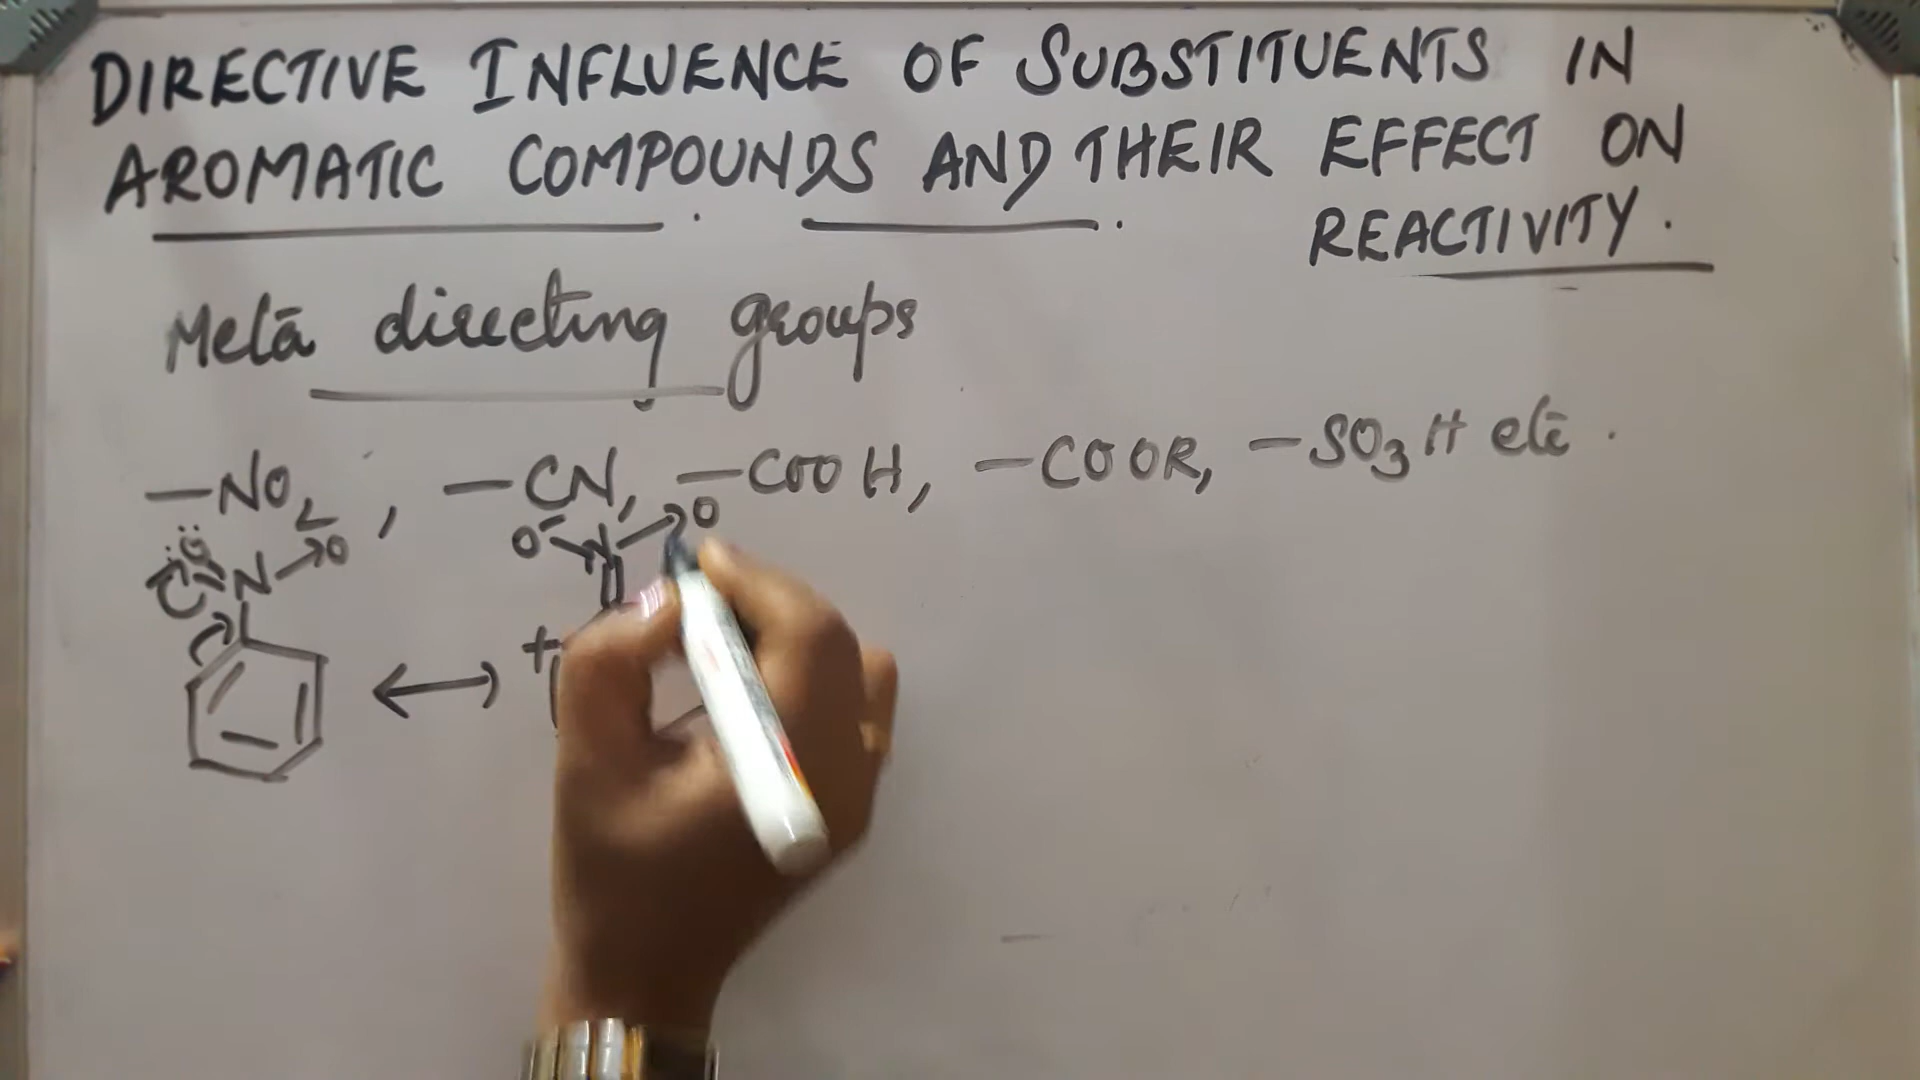 DIRECTIVE INFLUENCE OF SUBSTITUENTS IN
AROMATIC COMPOUNDS AND THEIR EFFECT ON
REACTIVITY.
Meta directing groups
—NO2, —CN, —COOH, —COOR, —SO3H etc.
:O: N→O
O⁻ N→O
+